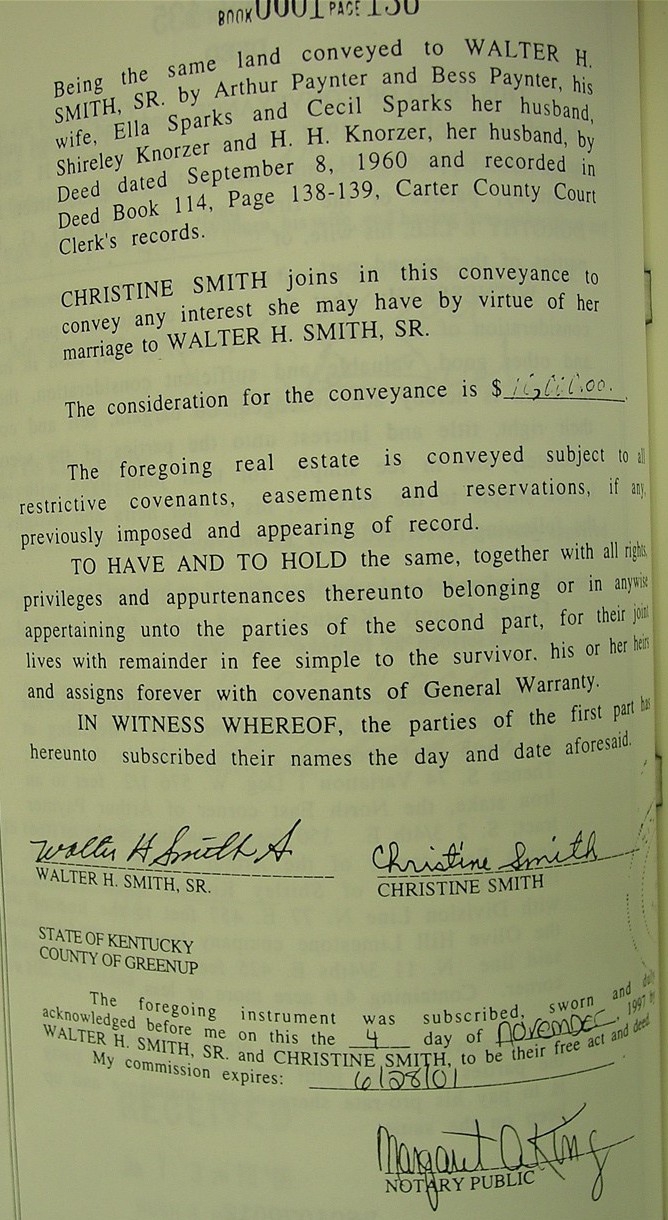 BOOK 0001 PAGE 136
Being the same land conveyed to WALTER H.
SMITH, SR. by Arthur Paynter and Bess Paynter, his
wife, Ella Sparks and Cecil Sparks her husband,
Shireley Knorzer and H. H. Knorzer, her husband, by
Deed dated September 8, 1960 and recorded in
Deed Book 114, Page 138-139, Carter County Court
Clerk's records.
CHRISTINE SMITH joins in this conveyance to
convey any interest she may have by virtue of her
marriage to WALTER H. SMITH, SR.
The consideration for the conveyance is $
The foregoing real estate is conveyed subject to all
restrictive covenants, easements and reservations, if any,
previously imposed and appearing of record.
TO HAVE AND TO HOLD the same, together with all rights,
privileges and appurtenances thereunto belonging or in anywise
appertaining unto the parties of the second part, for their joint
lives with remainder in fee simple to the survivor, his or her heirs
and assigns forever with covenants of General Warranty.
IN WITNESS WHEREOF, the parties of the first part has
hereunto subscribed their names the day and date aforesaid.
Walter H Smith Christine Smith
WALTER H. SMITH, SR. CHRISTINE SMITH
STATE OF KENTUCKY
COUNTY OF GREENUP
The foregoing instrument was subscribed, sworn and duly
acknowledged before me on this the 4 day of November, 1997 by
WALTER H. SMITH, SR. and CHRISTINE SMITH, to be their free act and deed.
My commission expires: 6/28/01
Margaret A King
NOTARY PUBLIC